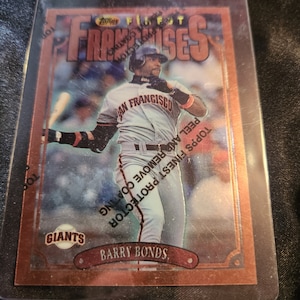 Topps FINEST
FRANCHISES
SAN FRANCISCO
TOPPS FINEST PROTECTOR
PEEL AND REMOVE COATING
GIANTS
BARRY BONDS